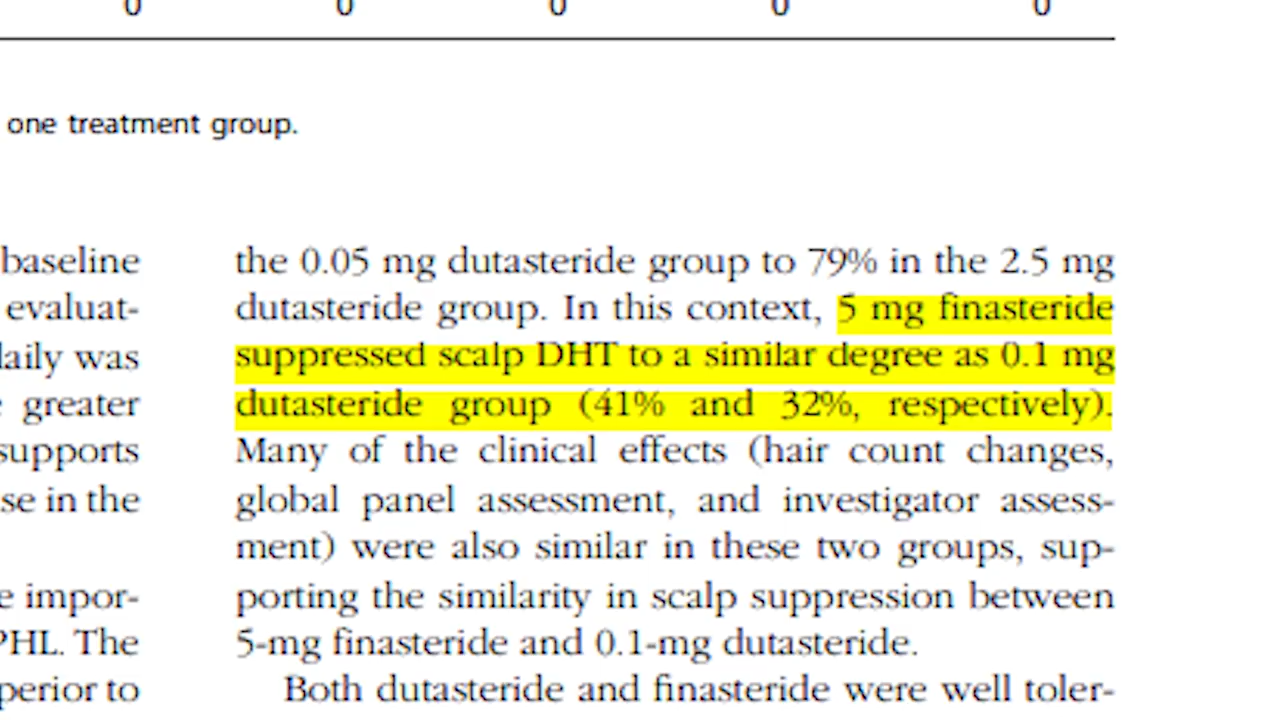 0 0 0 0 0
one treatment group.
baseline
evaluat-
daily was
greater
supports
se in the
impor-
PHL. The
perior to
the 0.05 mg dutasteride group to 79% in the 2.5 mg
dutasteride group. In this context, 5 mg finasteride
suppressed scalp DHT to a similar degree as 0.1 mg
dutasteride group (41% and 32%, respectively).
Many of the clinical effects (hair count changes,
global panel assessment, and investigator assess-
ment) were also similar in these two groups, sup-
porting the similarity in scalp suppression between
5-mg finasteride and 0.1-mg dutasteride.
Both dutasteride and finasteride were well toler-